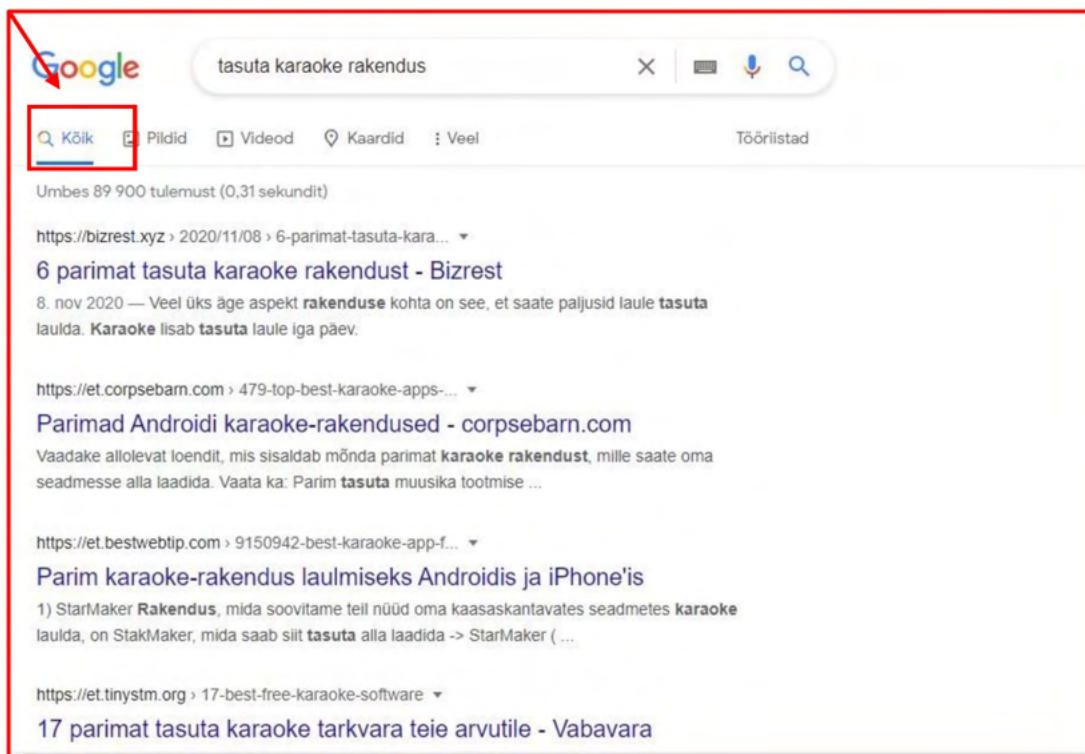 Google
tasuta karaoke rakendus
Kõik Pildid Videod Kaardid Veel Tööriistad
Umbes 89 900 tulemust (0,31 sekundit)
https://bizrest.xyz › 2020/11/08 › 6-parimat-tasuta-kara...
6 parimat tasuta karaoke rakendust - Bizrest
8. nov 2020 — Veel üks äge aspekt rakenduse kohta on see, et saate paljusid laule tasuta
laulda. Karaoke lisab tasuta laule iga päev.
https://et.corpsebarn.com › 479-top-best-karaoke-apps-...
Parimad Androidi karaoke-rakendused - corpsebarn.com
Vaadake allolevat loendit, mis sisaldab mõnda parimat karaoke rakendust, mille saate oma
seadmesse alla laadida. Vaata ka: Parim tasuta muusika tootmise ...
https://et.bestwebtip.com › 9150942-best-karaoke-app-f...
Parim karaoke-rakendus laulmiseks Androidis ja iPhone'is
1) StarMaker Rakendus, mida soovitame teil nüüd oma kaasaskantavates seadmetes karaoke
laulda, on StakMaker, mida saab siit tasuta alla laadida -> StarMaker ( ...
https://et.tinystm.org › 17-best-free-karaoke-software
17 parimat tasuta karaoke tarkvara teie arvutile - Vabavara